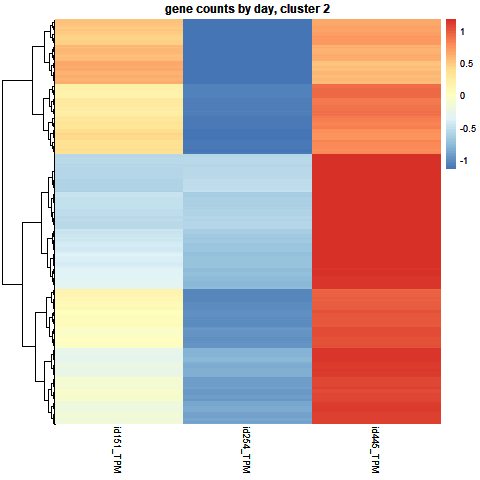 gene counts by day, cluster 2
1
0.5
0
-0.5
-1
id151_TPM
id254_TPM
id445_TPM